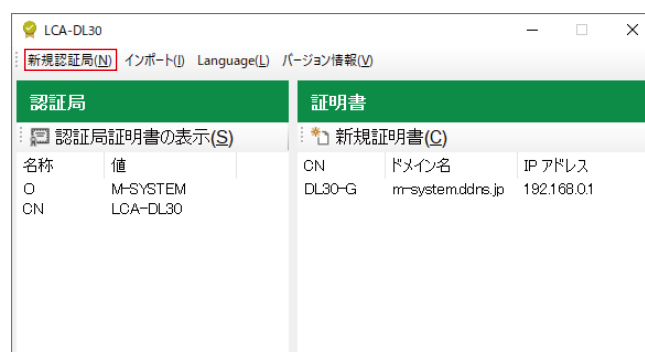 LCA-DL30
新規認証局(N) インポート(I) Language(L) バージョン情報(V)
認証局
認証局証明書の表示(S)
名称 値
O M-SYSTEM
CN LCA-DL30
証明書
新規証明書(C)
CN ドメイン名 IP アドレス
DL30-G m-system.ddns.jp 192.168.0.1